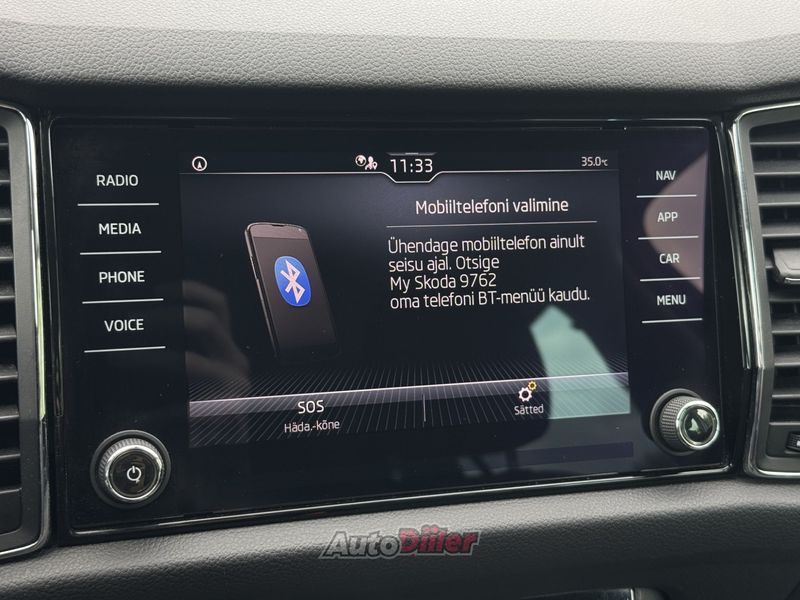 RADIO
MEDIA
PHONE
VOICE
11:33
35.0°C
Mobiiltelefoni valimine
Ühendage mobiiltelefon ainult
seisu ajal. Otsige
My Skoda 9762
oma telefoni BT-menüü kaudu.
SOS
Häda.-kõne
Sätted
NAV
APP
CAR
MENU
AutoDiiler